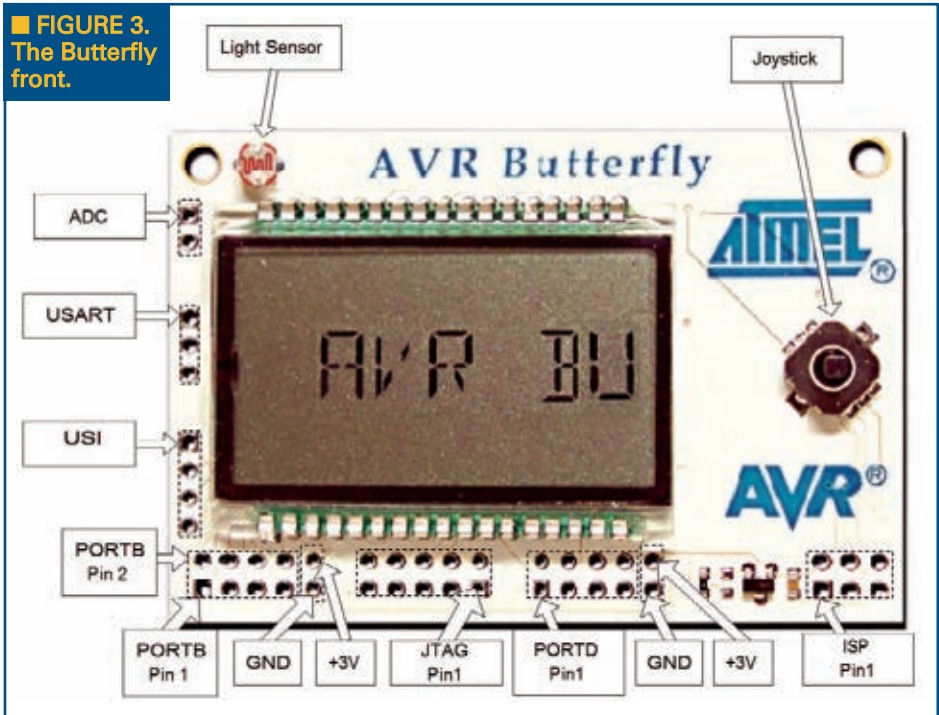 ■ FIGURE 3.
The Butterfly
front.
Light Sensor
Joystick
AVR Butterfly
ADC
ATMEL
®
USART
AVR BU
USI
AVR®
PORTB
Pin 2
PORTB
Pin 1
GND
+3V
JTAG
Pin1
PORTD
Pin1
GND
+3V
ISP
Pin1